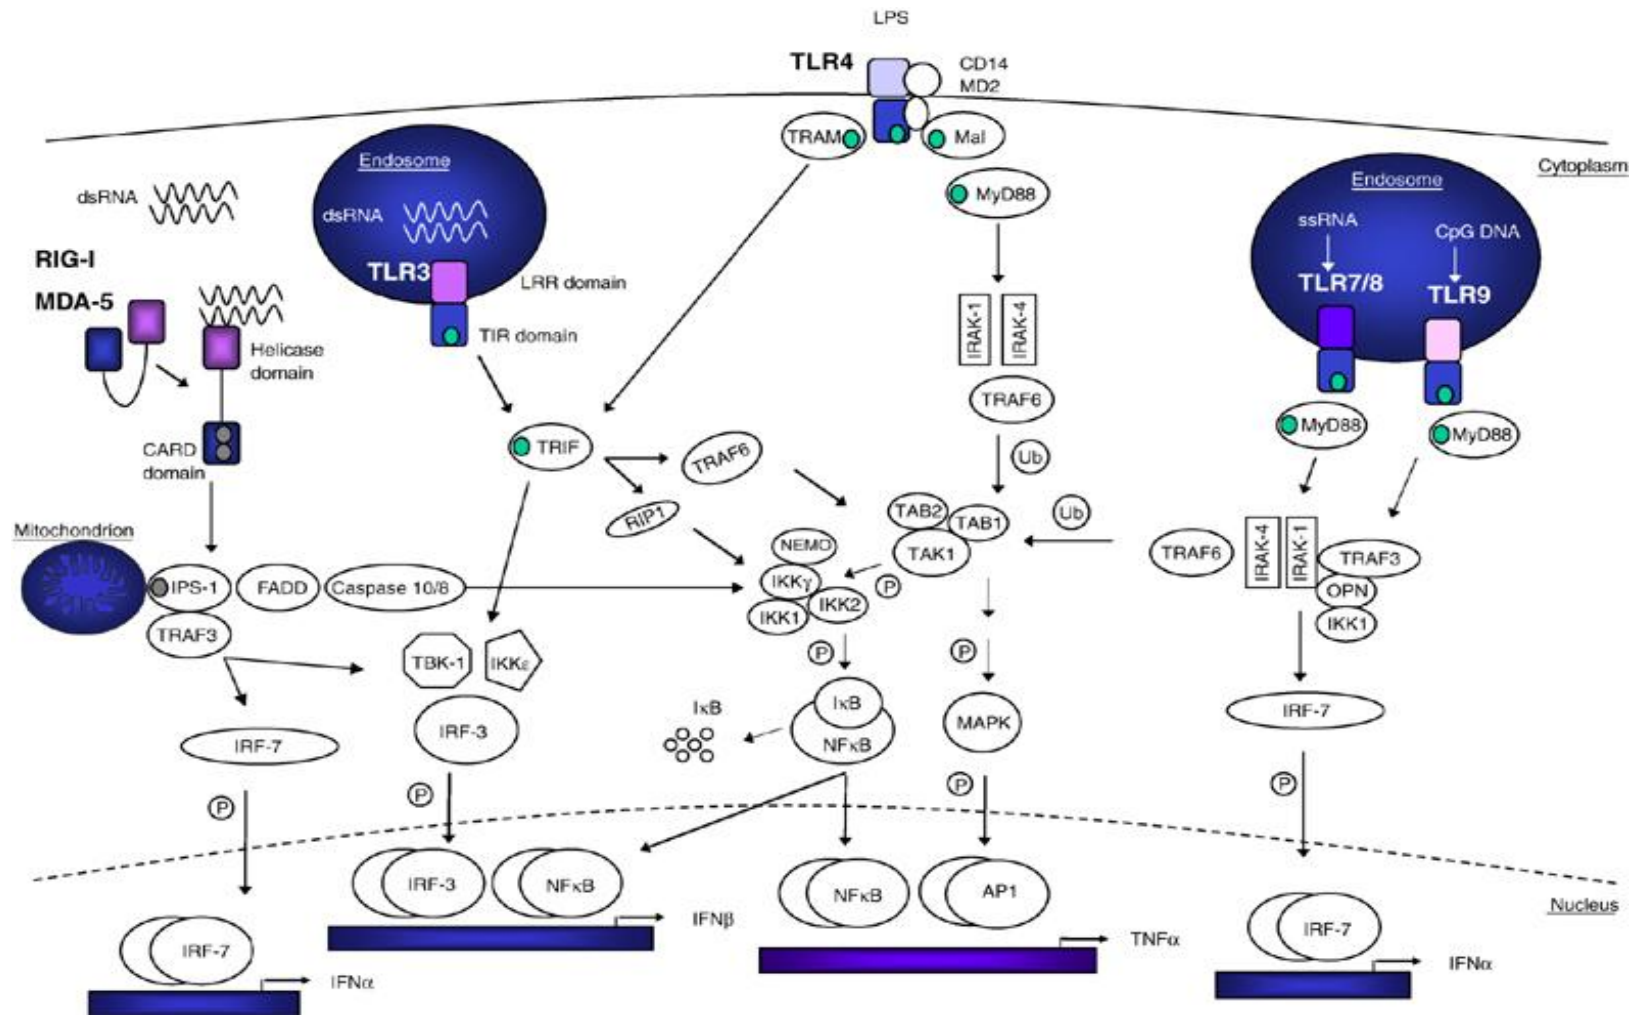 LPS
TLR4
CD14
MD2
TRAM
Mal
MyD88
Cytoplasm
Endosome
dsRNA
TLR3
LRR domain
TIR domain
dsRNA
RIG-I
MDA-5
Helicase
domain
CARD
domain
IRAK-1
IRAK-4
TRAF6
Ub
Endosome
ssRNA
CpG DNA
TLR7/8
TLR9
MyD88
MyD88
TRIF
TRAF6
RIP1
TAB2
TAB1
TAK1
Ub
TRAF6
IRAK-4
IRAK-1
TRAF3
OPN
IKK1
Mitochondrion
IPS-1
FADD
Caspase 10/8
TRAF3
NEMO
IKKγ
IKK1
IKK2
P
P
P
TBK-1
IKKε
IRF-3
IRF-7
IκB
IκB
NFκB
MAPK
IRF-7
P
P
P
P
IRF-3
NFκB
IFNβ
NFκB
AP1
TNFα
Nucleus
IRF-7
IFNα
IRF-7
IFNα